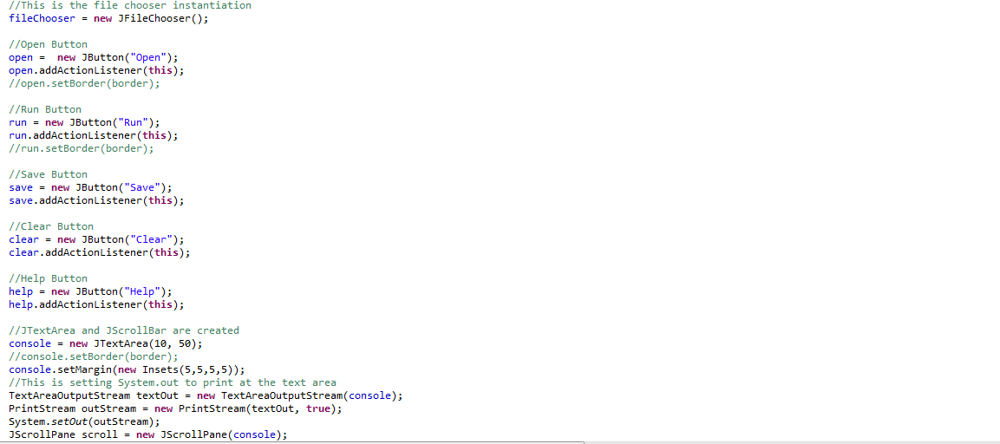 //This is the file chooser instantiation
fileChooser = new JFileChooser();
//Open Button
open =  new JButton("Open");
open.addActionListener(this);
//open.setBorder(border);
//Run Button
run = new JButton("Run");
run.addActionListener(this);
//run.setBorder(border);
//Save Button
save = new JButton("Save");
save.addActionListener(this);
//Clear Button
clear = new JButton("Clear");
clear.addActionListener(this);
//Help Button
help = new JButton("Help");
help.addActionListener(this);
//JTextArea and JScrollBar are created
console = new JTextArea(10, 50);
//console.setBorder(border);
console.setMargin(new Insets(5,5,5,5));
//This is setting System.out to print at the text area
TextAreaOutputStream textOut = new TextAreaOutputStream(console);
PrintStream outStream = new PrintStream(textOut, true);
System.setOut(outStream);
JScrollPane scroll = new JScrollPane(console);